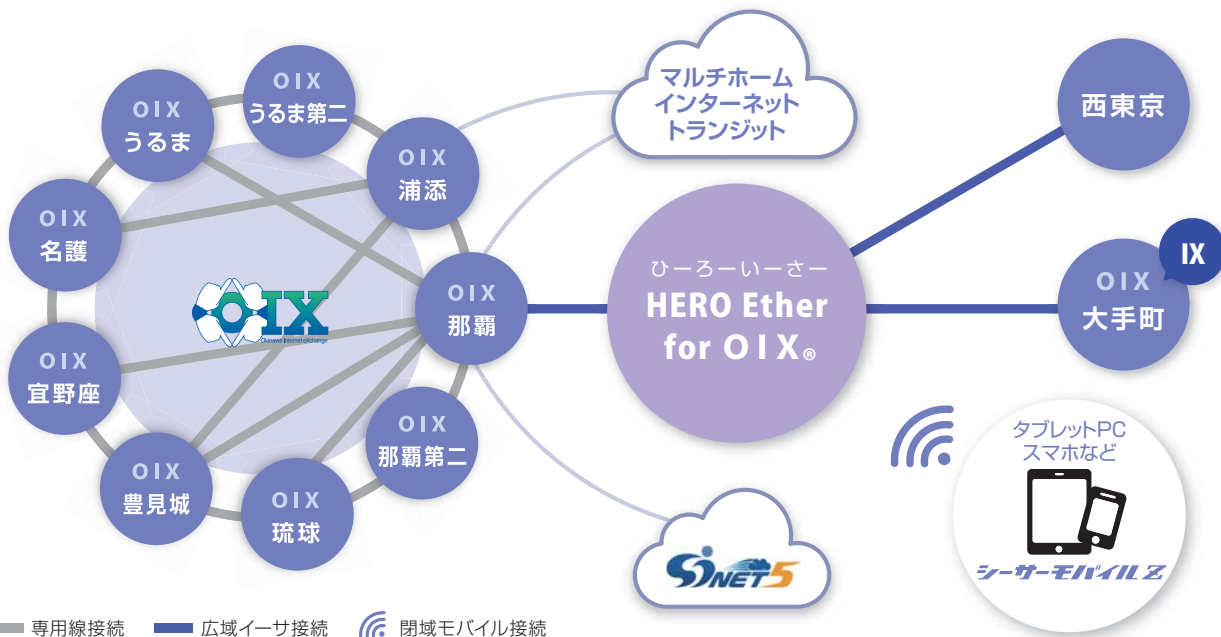 OIX
うるま第二
OIX
うるま
OIX
浦添
OIX
名護
OIX
那覇
OIX
宜野座
OIX
那覇第二
OIX
豊見城
OIX
琉球
OIX
Okinawa Internet eXchange
マルチホーム
インターネット
トランジット
ひーろーいーさー
HERO Ether
for OIX®
西東京
IX
OIX
大手町
SINET5
タブレットPC
スマホなど
シーサーモバイルZ
専用線接続
広域イーサ接続
閉域モバイル接続